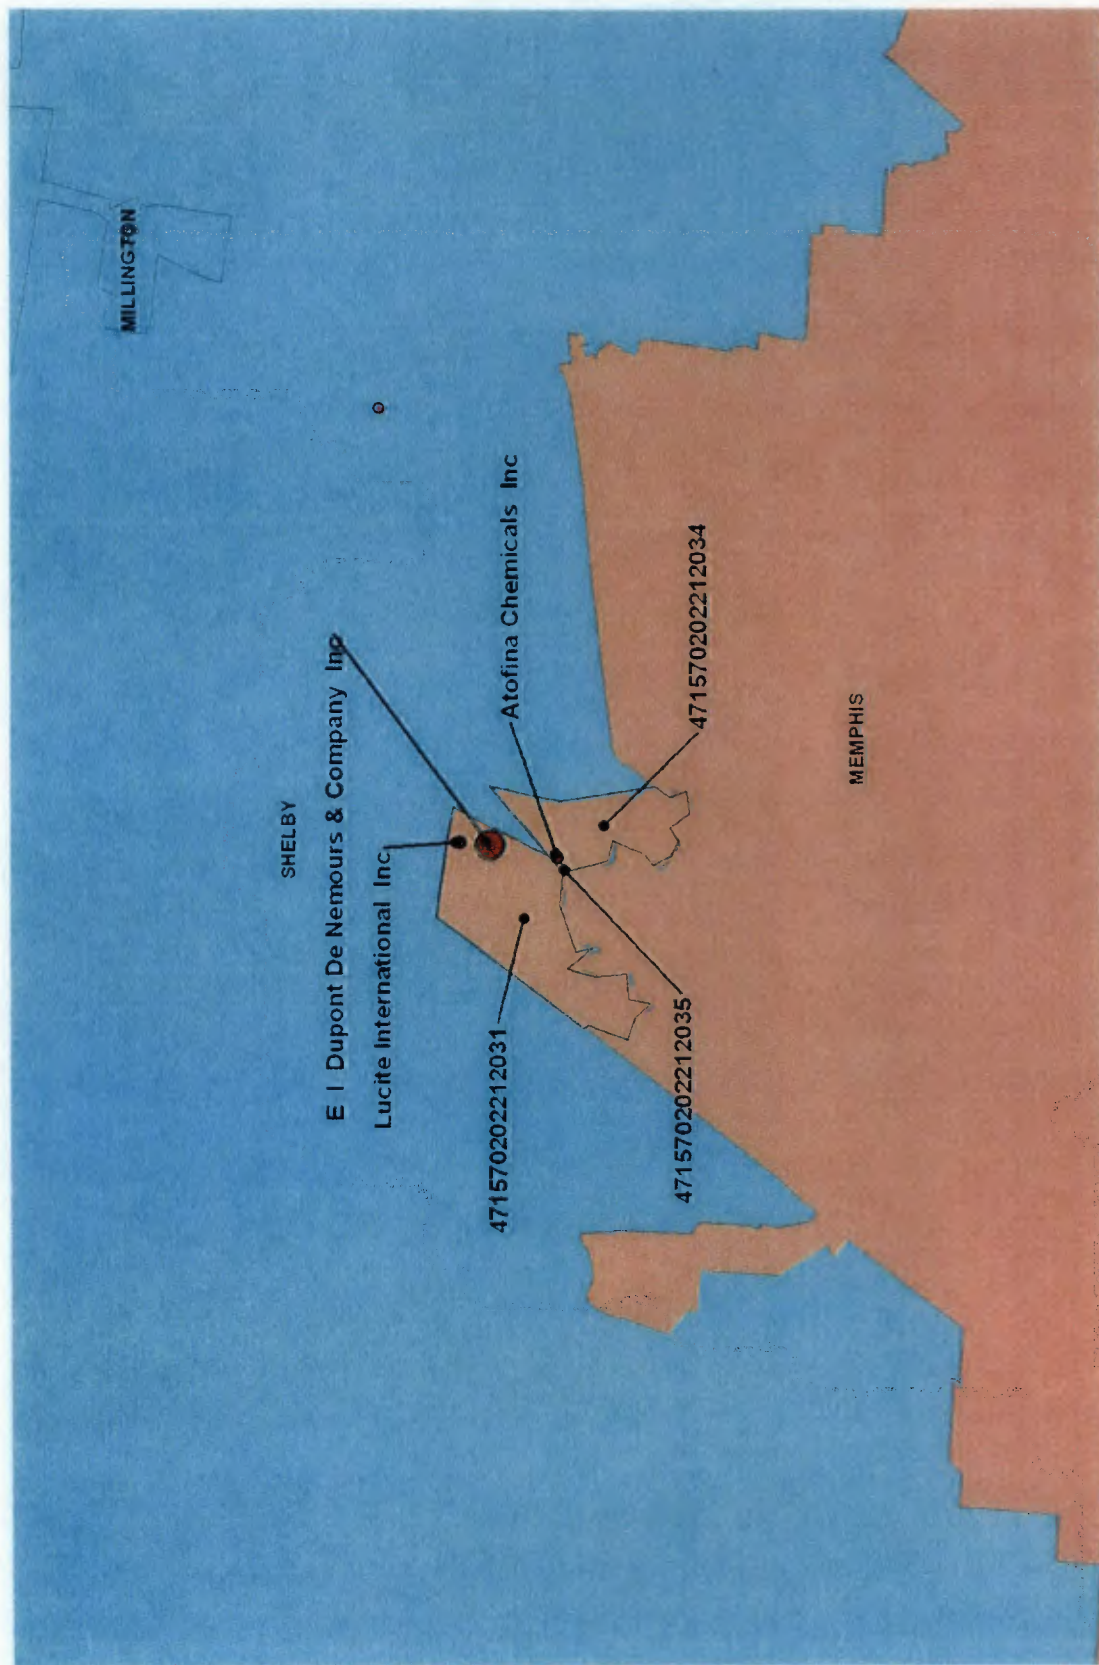 MILLINGTON
SHELBY
E I Dupont De Nemours & Company Inc
Lucite International Inc
Atofina Chemicals Inc
471570202212031
471570202212034
471570202212035
MEMPHIS